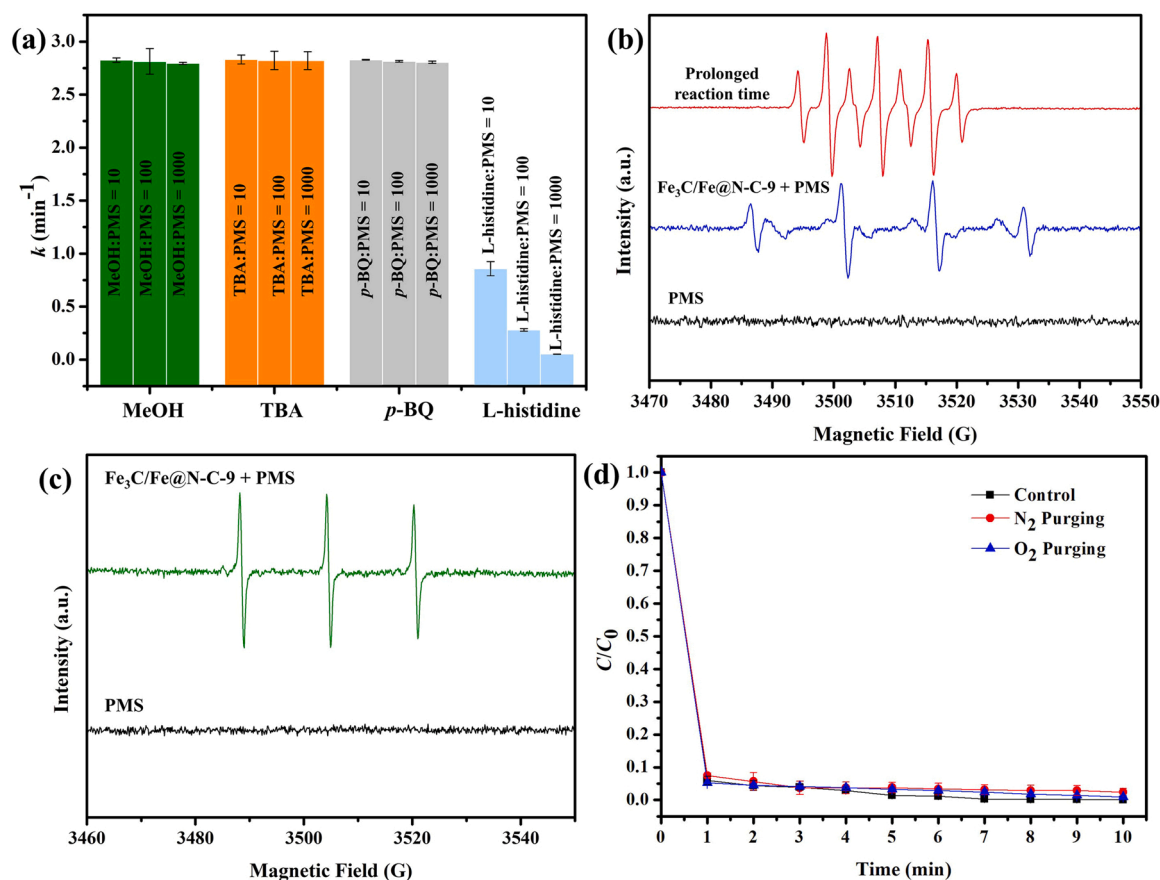 (a)
3.0
2.5
2.0
1.5
1.0
0.5
0.0
k (min⁻¹)
MeOH:PMS = 10
MeOH:PMS = 100
MeOH:PMS = 1000
TBA:PMS = 10
TBA:PMS = 100
TBA:PMS = 1000
p-BQ:PMS = 10
p-BQ:PMS = 100
p-BQ:PMS = 1000
L-histidine:PMS = 10
L-histidine:PMS = 100
L-histidine:PMS = 1000
MeOH TBA p-BQ L-histidine
(b)
Prolonged
reaction time
Fe₃C/Fe@N-C-9 + PMS
PMS
Intensity (a.u.)
3470 3480 3490 3500 3510 3520 3530 3540 3550
Magnetic Field (G)
(c)
Fe₃C/Fe@N-C-9 + PMS
PMS
Intensity (a.u.)
3460 3480 3500 3520 3540
Magnetic Field (G)
(d)
1.0
0.9
0.8
0.7
0.6
0.5
0.4
0.3
0.2
0.1
0.0
C/C₀
Control
N₂ Purging
O₂ Purging
0 1 2 3 4 5 6 7 8 9 10
Time (min)